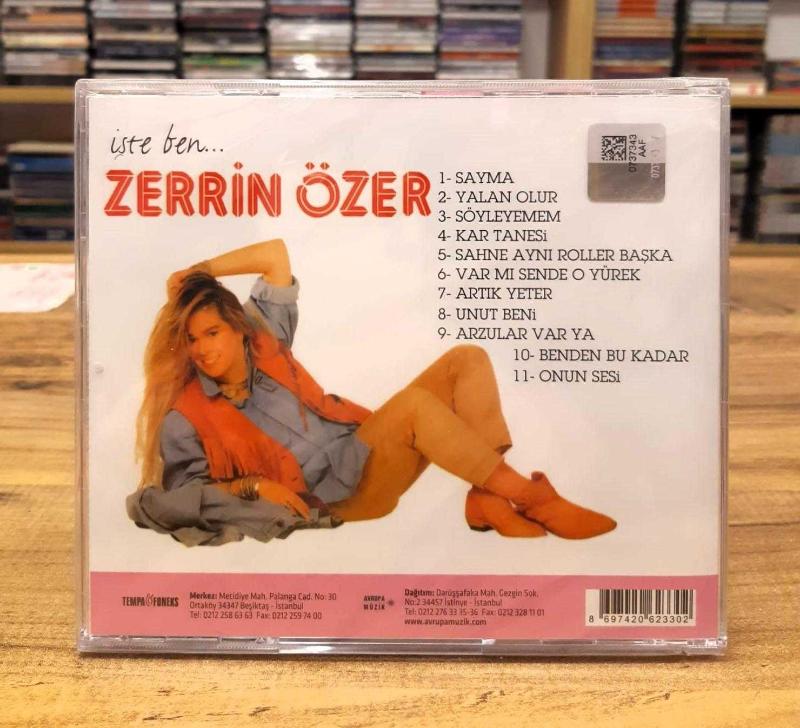 işte ben...
ZERRİN ÖZER
1- SAYMA
2- YALAN OLUR
3- SÖYLEYEMEM
4- KAR TANESi
5- SAHNE AYNI ROLLER BAŞKA
6- VAR MI SENDE O YÜREK
7- ARTIK YETER
8- UNUT BENi
9- ARZULAR VAR YA
10- BENDEN BU KADAR
11- ONUN SESi
0737343
AAF
TEMPA FONEKS
Merkez: Mecidiye Mah. Palanga Cad. No: 30
Ortaköy 34347 Beşiktaş - İstanbul
Tel: 0212 258 63 63 Fax: 0212 259 74 00
AVRUPA
MÜZİK
Dağıtım: Darüşşafaka Mah. Gezgin Sok.
No:2 34457 İstinye - İstanbul
Tel: 0212 276 33 35-36 Fax: 0212 328 11 01
www.avrupamuzik.com
8 697420 623302